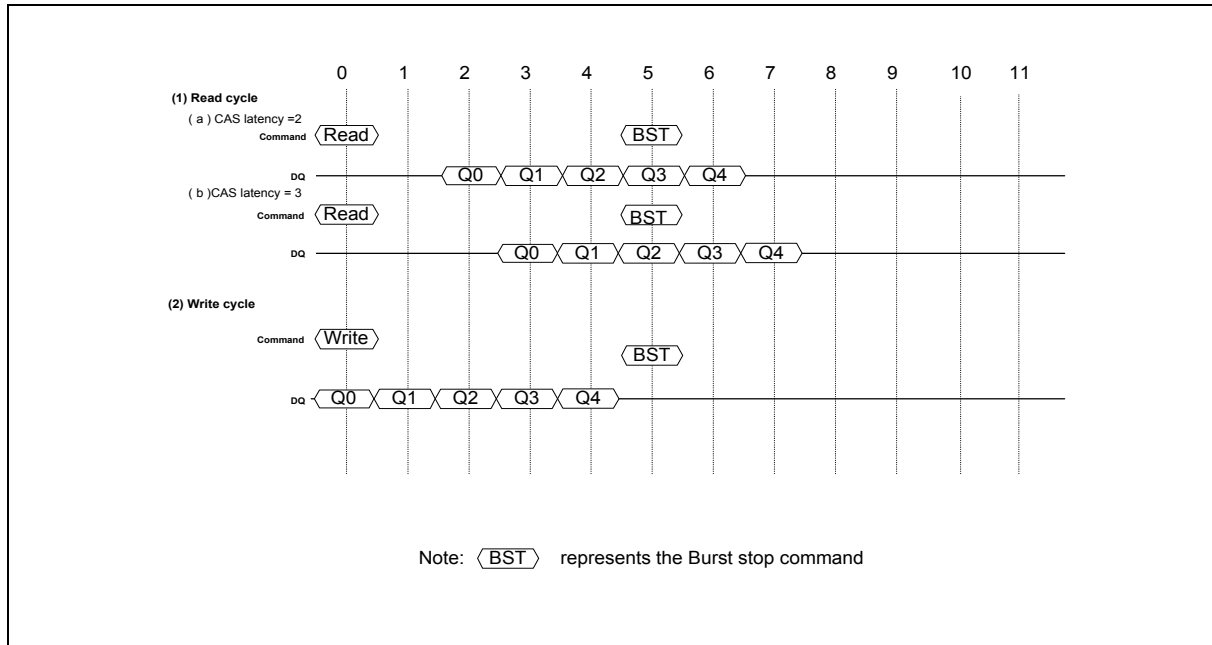 0 1 2 3 4 5 6 7 8 9 10 11
(1) Read cycle
( a ) CAS latency =2
Command Read BST
DQ Q0 Q1 Q2 Q3 Q4
( b )CAS latency = 3
Command Read BST
DQ Q0 Q1 Q2 Q3 Q4
(2) Write cycle
Command Write BST
DQ Q0 Q1 Q2 Q3 Q4
Note: BST represents the Burst stop command